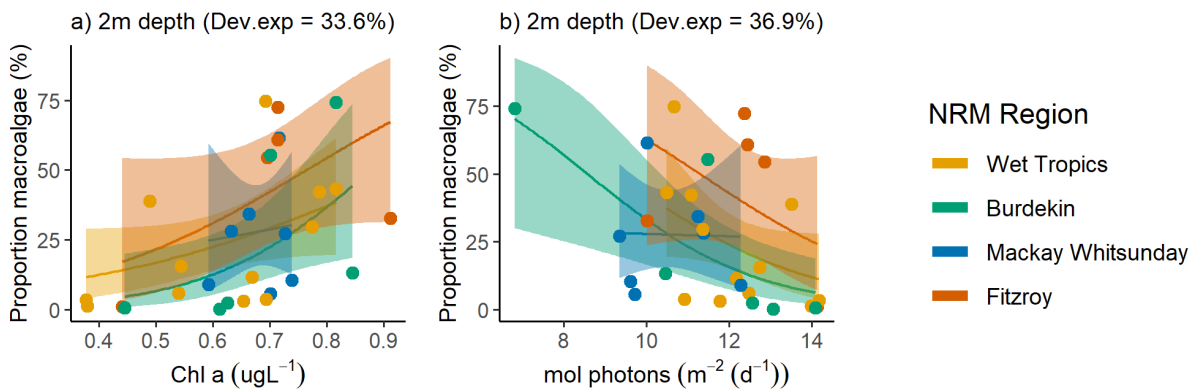 a) 2m depth (Dev.exp = 33.6%)
Proportion macroalgae (%)
75
50
25
0
0.4 0.5 0.6 0.7 0.8 0.9
Chl a (ugL⁻¹)
b) 2m depth (Dev.exp = 36.9%)
Proportion macroalgae (%)
75
50
25
0
8 10 12 14
mol photons (m⁻² (d⁻¹))
NRM Region
Wet Tropics
Burdekin
Mackay Whitsunday
Fitzroy